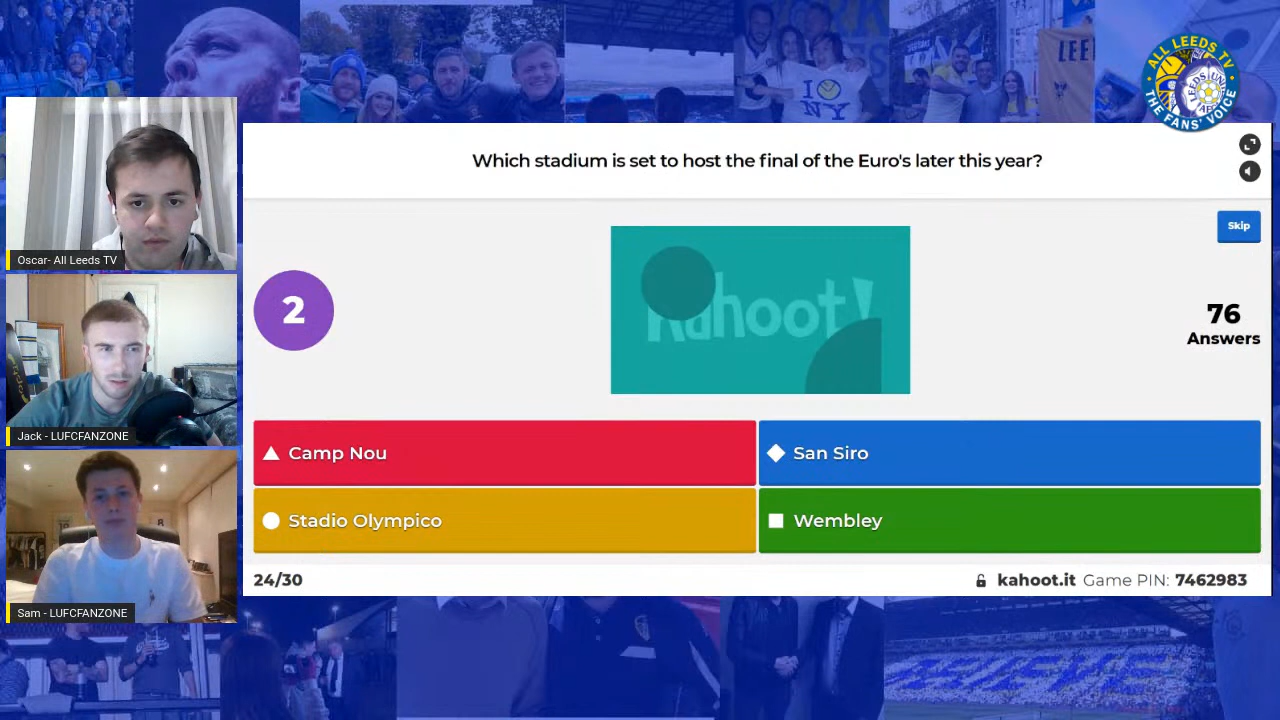 ALL LEEDS TV
THE FANS' VOICE
I
NY
LEE
Which stadium is set to host the final of the Euro's later this year?
Skip
2
Kahoot!
76
Answers
Camp Nou
San Siro
Stadio Olympico
Wembley
24/30
kahoot.it Game PIN: 7462983
Oscar- All Leeds TV
Jack - LUFCFANZONE
Sam - LUFCFANZONE